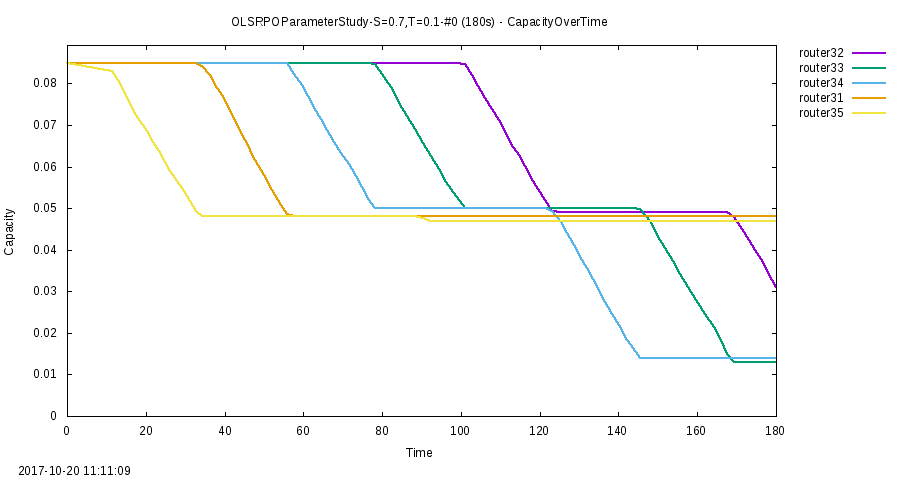 OLSRPOParameterStudy-S=0.7,T=0.1-#0 (180s) - CapacityOverTime
router32
router33
router34
router31
router35
0.08
0.07
0.06
0.05
0.04
0.03
0.02
0.01
0
Capacity
0 20 40 60 80 100 120 140 160 180
Time
2017-10-20 11:11:09